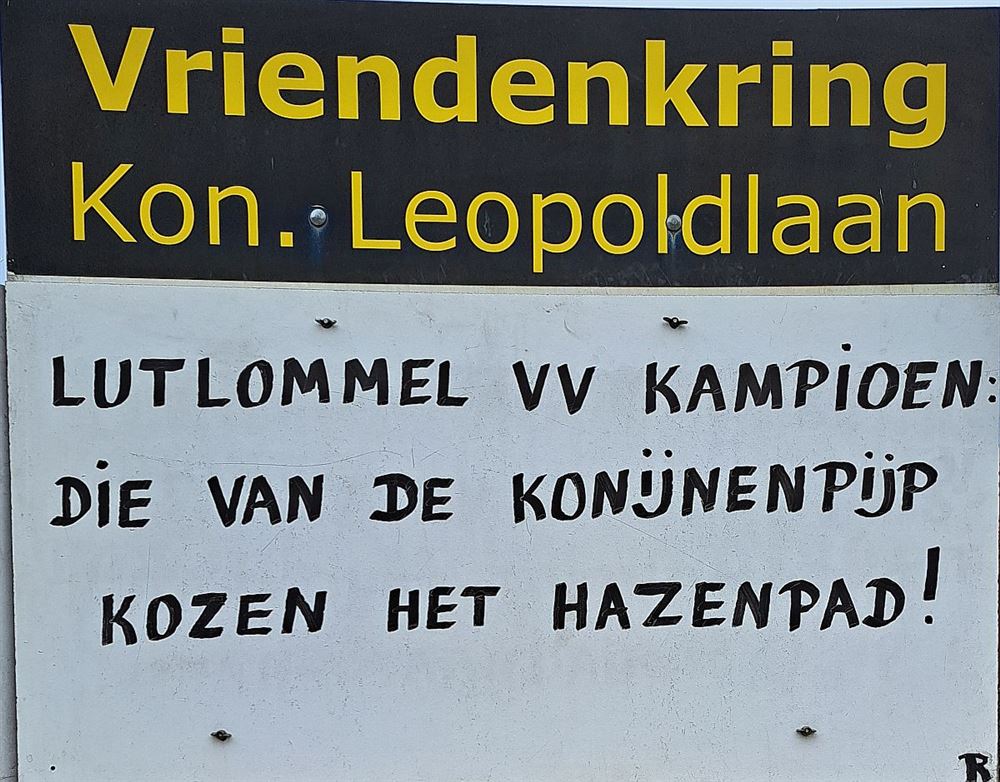 Vriendenkring
Kon. Leopoldlaan
LUTLOMMEL VV KAMPIOEN:
DIE VAN DE KONIJNENPIJP
KOZEN HET HAZENPAD!
R